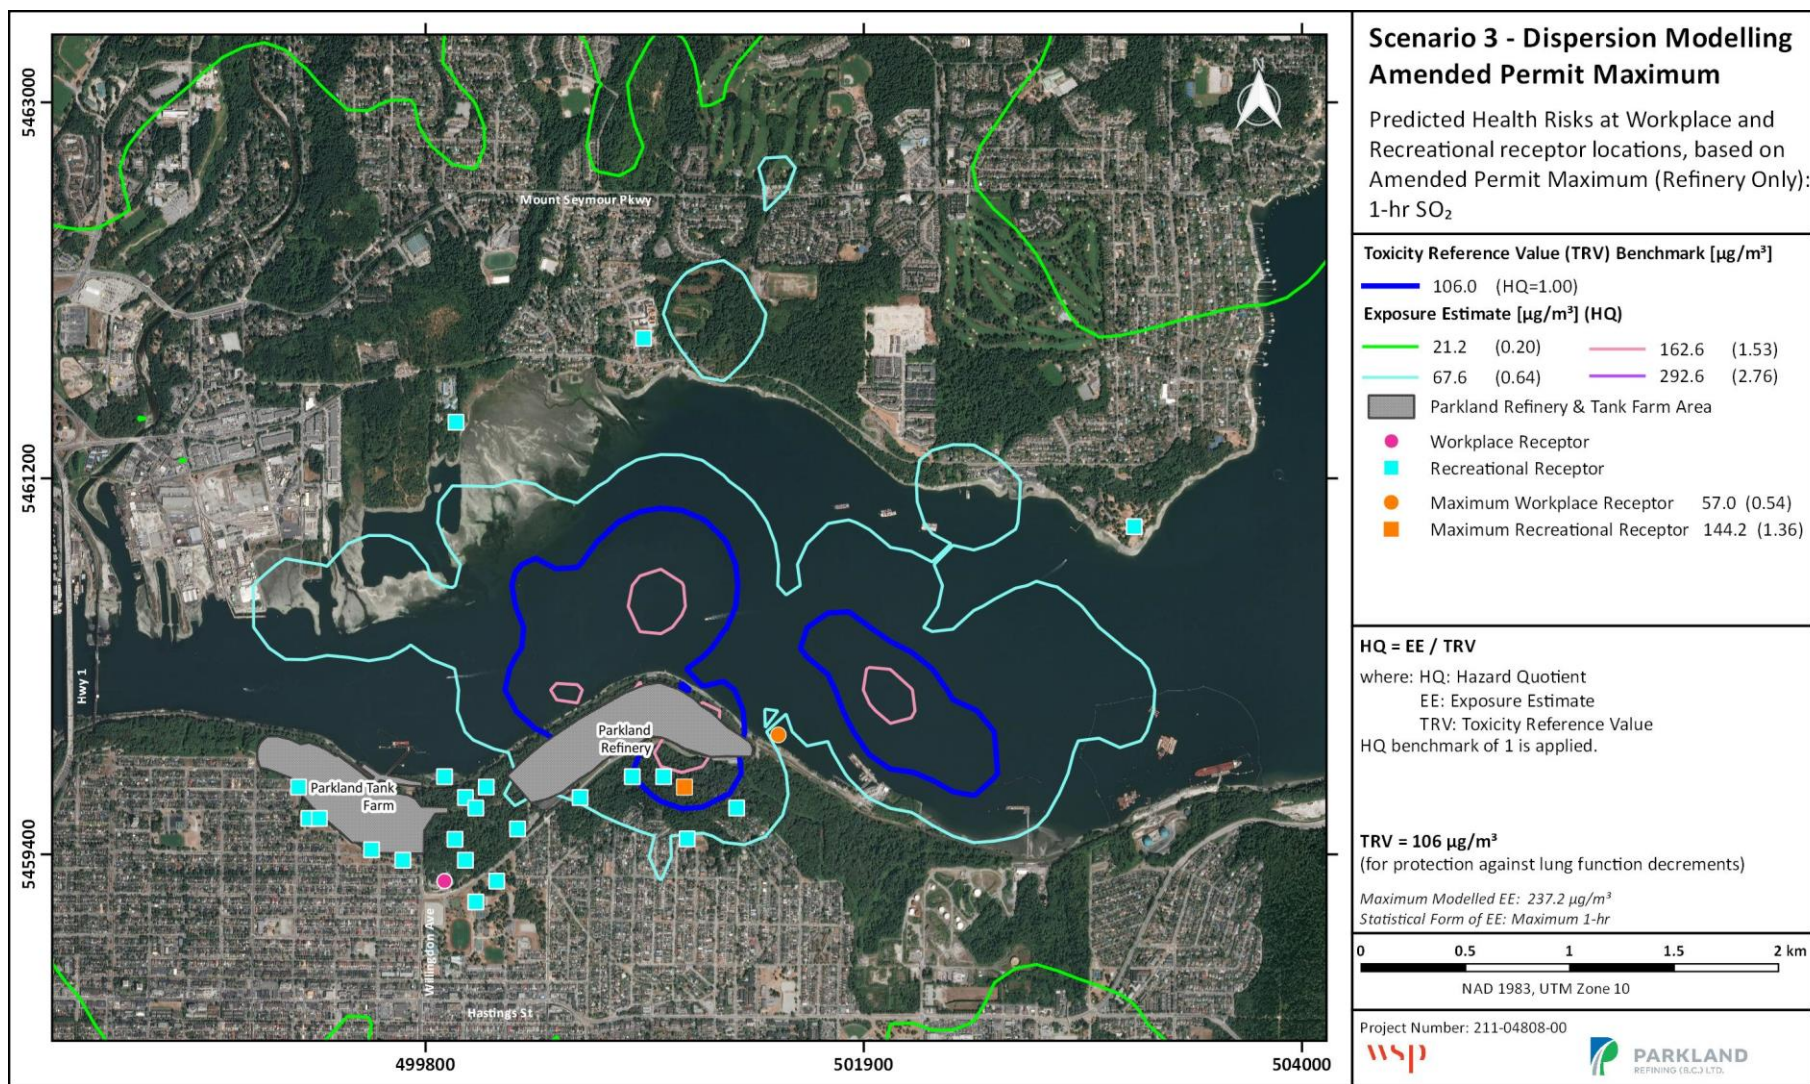 Scenario 3 - Dispersion Modelling
Amended Permit Maximum
Predicted Health Risks at Workplace and
Recreational receptor locations, based on
Amended Permit Maximum (Refinery Only):
1-hr SO₂
Toxicity Reference Value (TRV) Benchmark [µg/m³]
106.0 (HQ=1.00)
Exposure Estimate [µg/m³] (HQ)
21.2 (0.20) 162.6 (1.53)
67.6 (0.64) 292.6 (2.76)
Parkland Refinery & Tank Farm Area
Workplace Receptor
Recreational Receptor
Maximum Workplace Receptor 57.0 (0.54)
Maximum Recreational Receptor 144.2 (1.36)
HQ = EE / TRV
where: HQ: Hazard Quotient
EE: Exposure Estimate
TRV: Toxicity Reference Value
HQ benchmark of 1 is applied.
TRV = 106 µg/m³
(for protection against lung function decrements)
Maximum Modelled EE: 237.2 µg/m³
Statistical Form of EE: Maximum 1-hr
0 0.5 1 1.5 2 km
NAD 1983, UTM Zone 10
Project Number: 211-04808-00
wsp
PARKLAND
REFINING (B.C.) LTD.
N
Mount Seymour Pkwy
Hwy 1
Parkland
Refinery
Parkland Tank
Farm
Willingdon Ave
Hastings St
5463000
5461200
5459400
499800
501900
504000